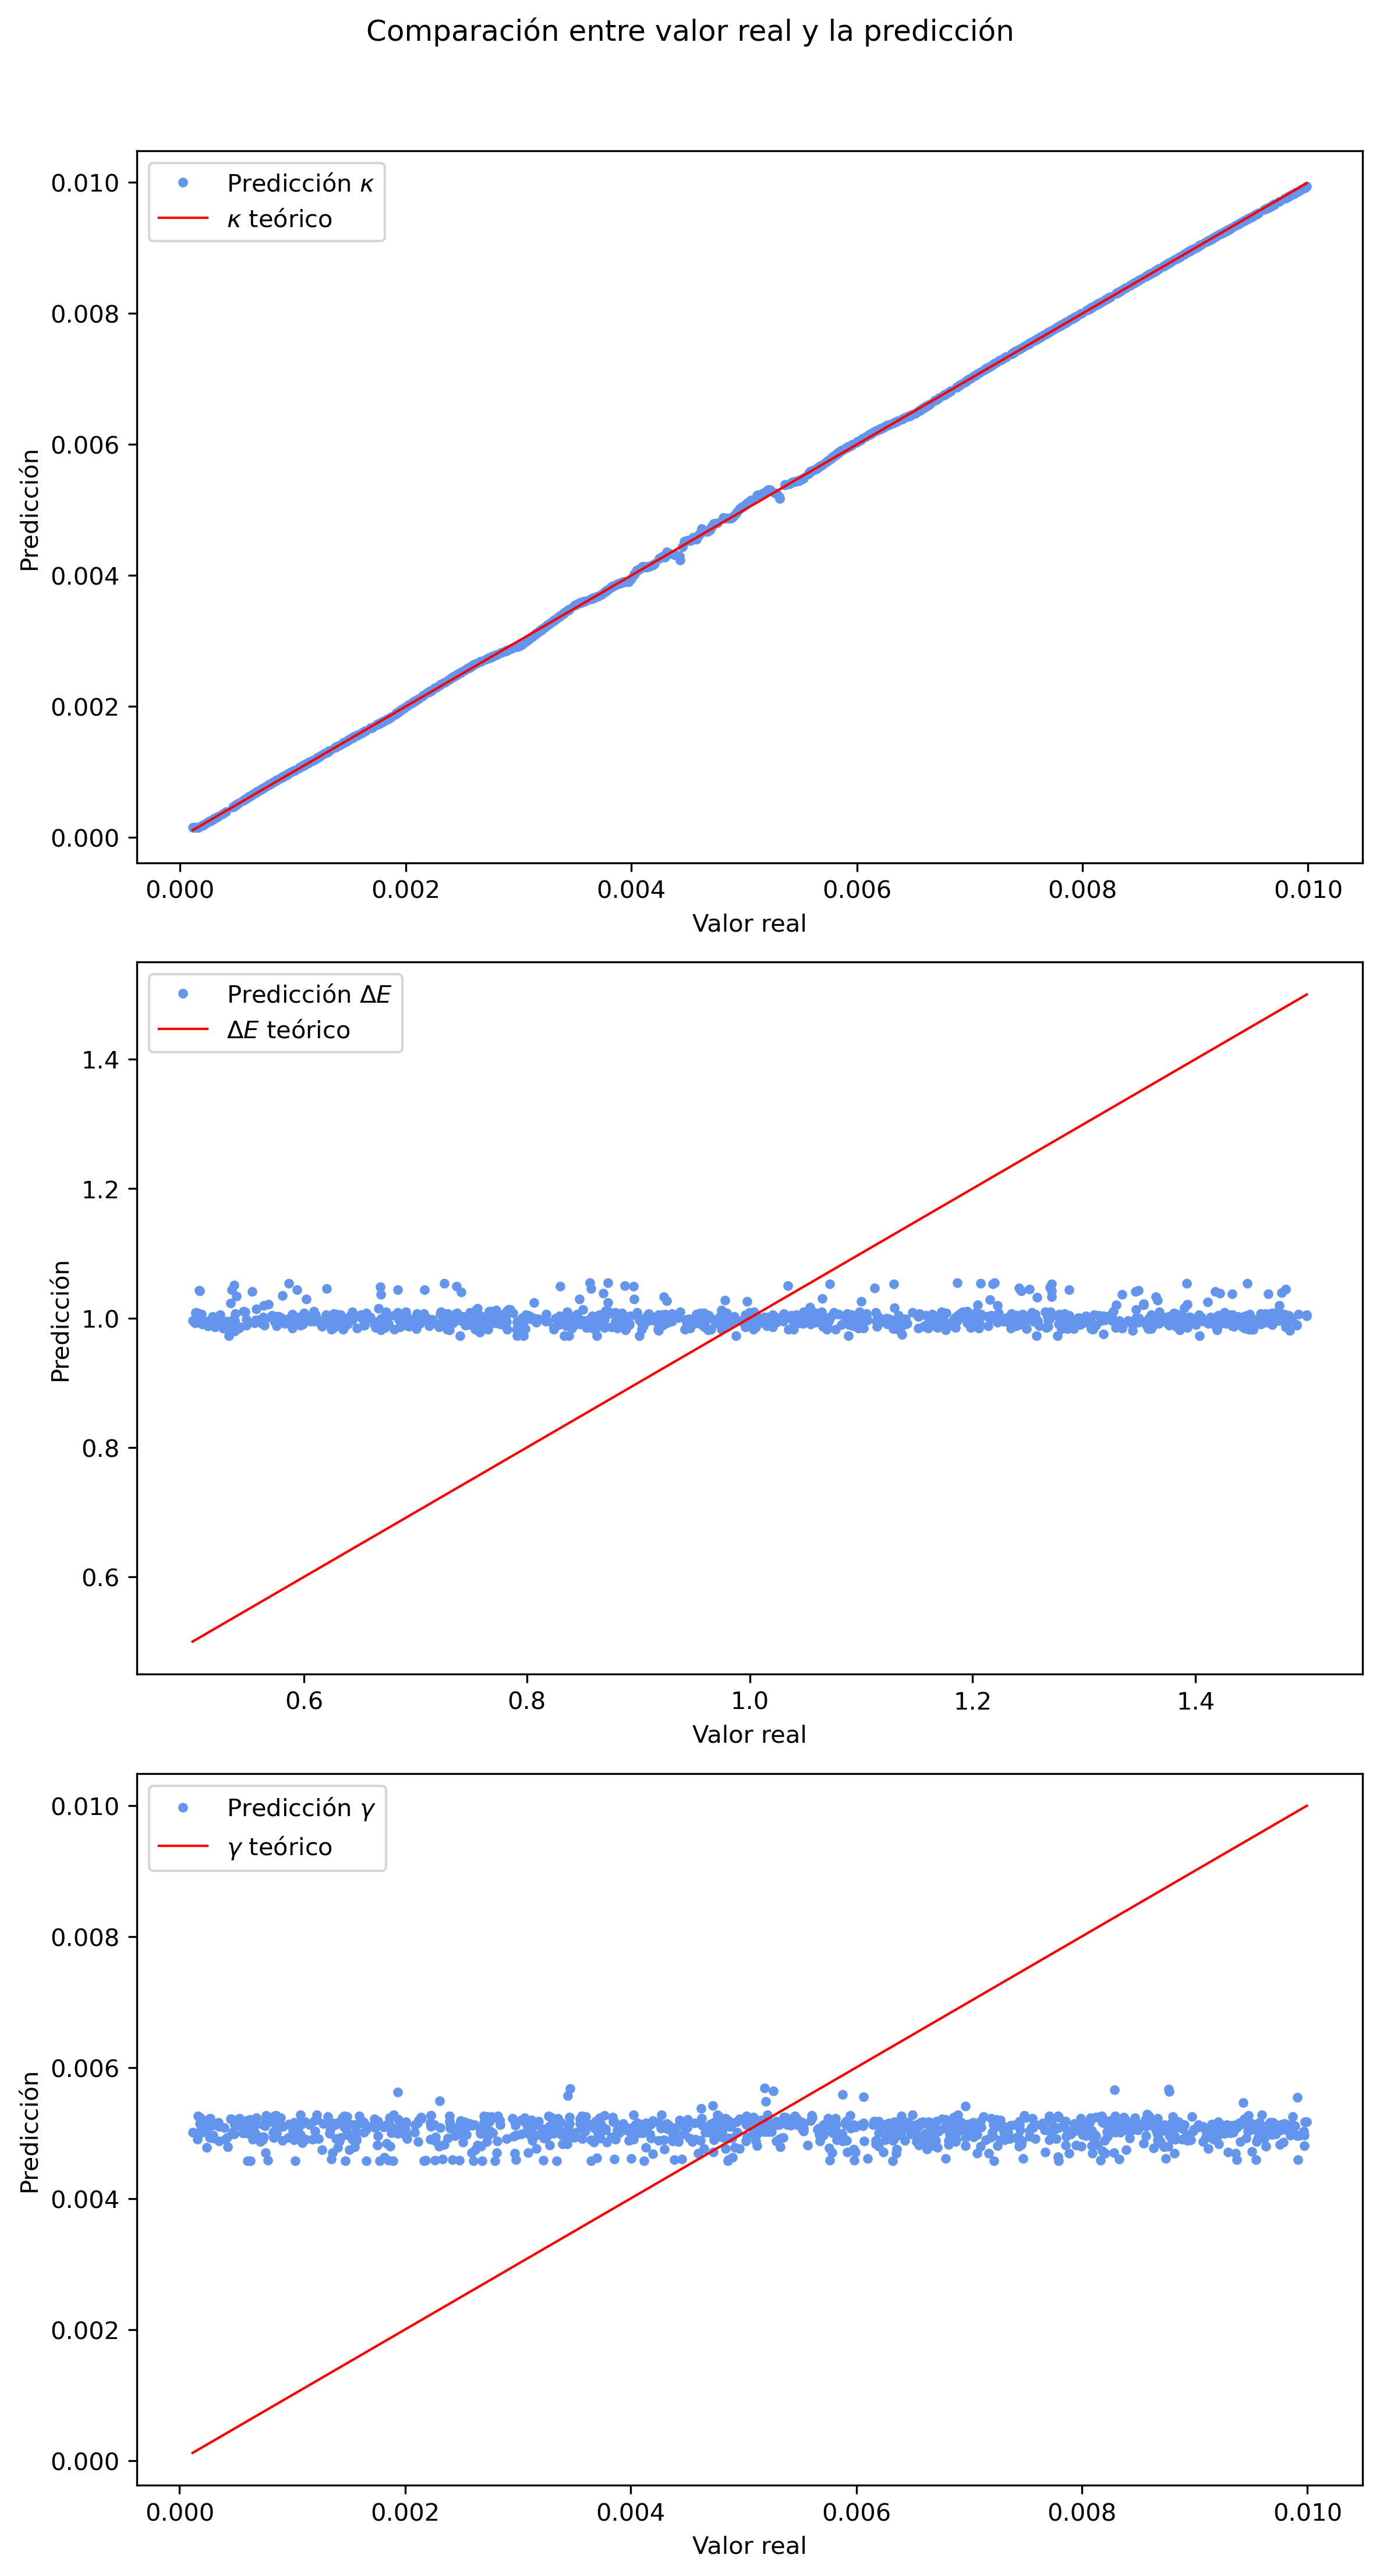 Comparación entre valor real y la predicción
Predicción κ
κ teórico
0.010
0.008
0.006
0.004
0.002
0.000
Predicción
0.000 0.002 0.004 0.006 0.008 0.010
Valor real
Predicción ΔE
ΔE teórico
1.4
1.2
1.0
0.8
0.6
Predicción
0.6 0.8 1.0 1.2 1.4
Valor real
Predicción γ
γ teórico
0.010
0.008
0.006
0.004
0.002
0.000
Predicción
0.000 0.002 0.004 0.006 0.008 0.010
Valor real